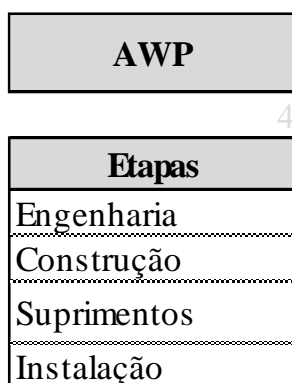 AWP
4
Etapas
Engenharia
Construção
Suprimentos
Instalação